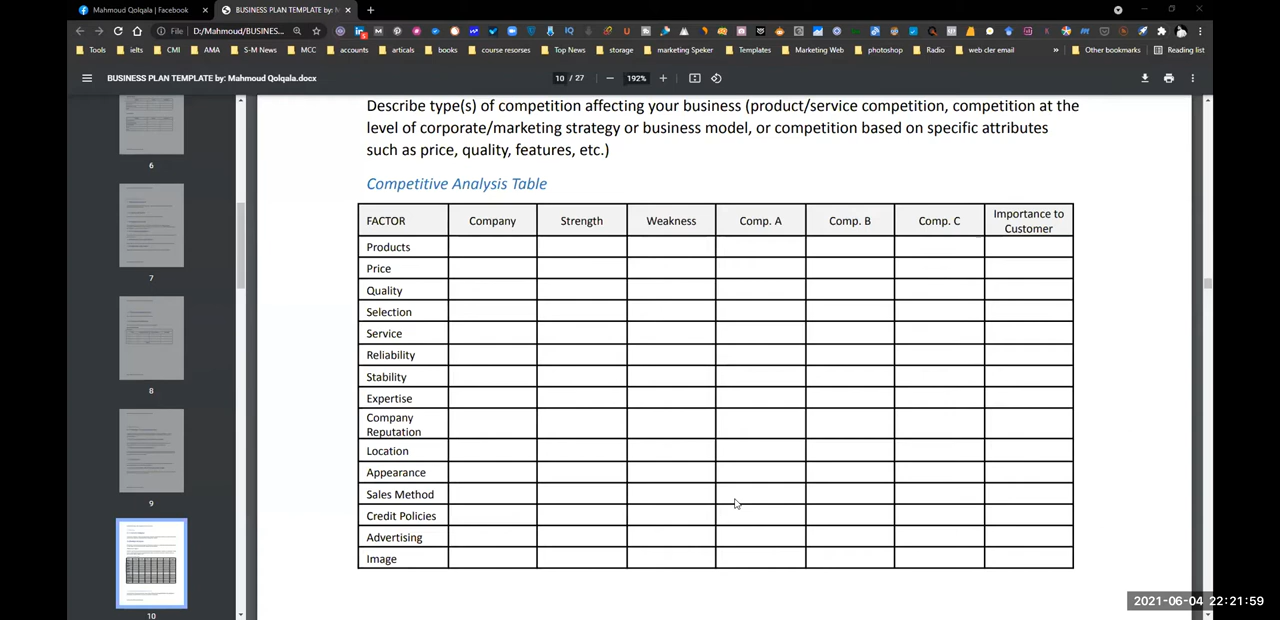 Mahmoud Qolqala | Facebook
BUSINESS PLAN TEMPLATE by: M
File
D:/Mahmoud/BUSINES...
Tools
ielts
CMI
AMA
S-M News
MCC
accounts
articals
books
course resorses
Top News
storage
marketing Speker
Templates
Marketing Web
photoshop
Radio
web cler email
»
Other bookmarks
Reading list
BUSINESS PLAN TEMPLATE by: Mahmoud Qolqala.docx
10 / 27
192%
6
7
8
9
10
Describe type(s) of competition affecting your business (product/service competition, competition at the
level of corporate/marketing strategy or business model, or competition based on specific attributes
such as price, quality, features, etc.)
Competitive Analysis Table
FACTOR Company Strength Weakness Comp. A Comp. B Comp. C Importance to
Customer
Products
Price
Quality
Selection
Service
Reliability
Stability
Expertise
Company
Reputation
Location
Appearance
Sales Method
Credit Policies
Advertising
Image
2021-06-04 22:21:59